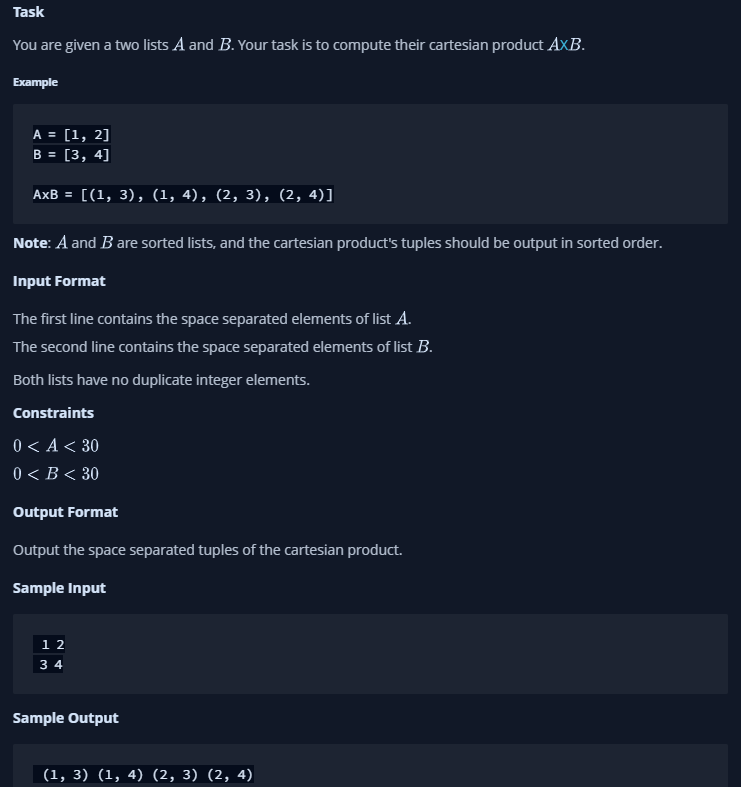 Task
You are given a two lists A and B. Your task is to compute their cartesian product AXB.
Example
A = [1, 2]
B = [3, 4]
AxB = [(1, 3), (1, 4), (2, 3), (2, 4)]
Note: A and B are sorted lists, and the cartesian product's tuples should be output in sorted order.
Input Format
The first line contains the space separated elements of list A.
The second line contains the space separated elements of list B.
Both lists have no duplicate integer elements.
Constraints
0 < A < 30
0 < B < 30
Output Format
Output the space separated tuples of the cartesian product.
Sample Input
1 2
3 4
Sample Output
(1, 3) (1, 4) (2, 3) (2, 4)